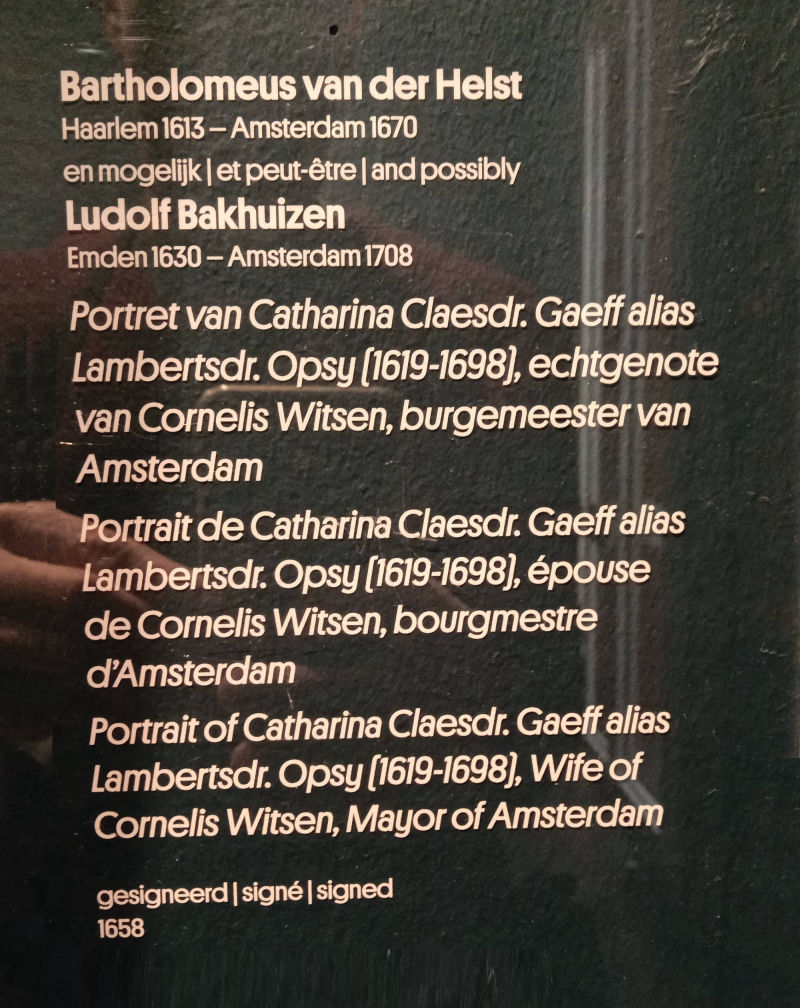 Bartholomeus van der Helst
Haarlem 1613 – Amsterdam 1670
en mogelijk | et peut-être | and possibly
Ludolf Bakhuizen
Emden 1630 – Amsterdam 1708
Portret van Catharina Claesdr. Gaeff alias
Lambertsdr. Opsy (1619-1698), echtgenote
van Cornelis Witsen, burgemeester van
Amsterdam
Portrait de Catharina Claesdr. Gaeff alias
Lambertsdr. Opsy (1619-1698), épouse
de Cornelis Witsen, bourgmestre
d'Amsterdam
Portrait of Catharina Claesdr. Gaeff alias
Lambertsdr. Opsy (1619-1698), Wife of
Cornelis Witsen, Mayor of Amsterdam
gesigneerd | signé | signed
1658